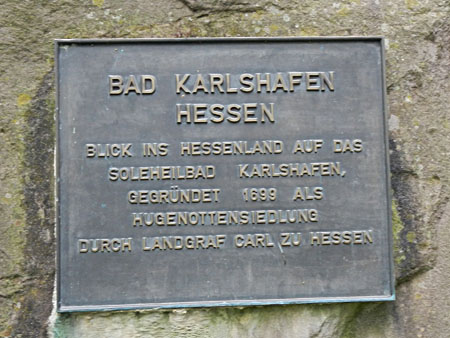 BAD KARLSHAFEN
HESSEN
BLICK INS HESSENLAND AUF DAS
SOLEHEILBAD KARLSHAFEN,
GEGRÜNDET 1699 ALS
HUGENOTTENSIEDLUNG
DURCH LANDGRAF CARL ZU HESSEN